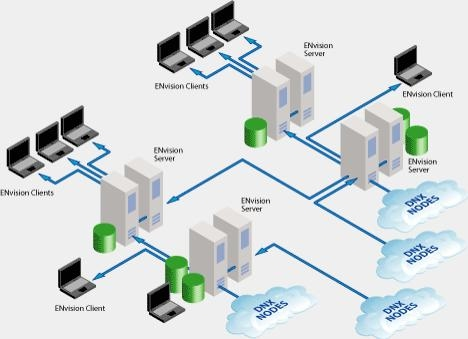 ENvision
Server
ENvision Clients
ENvision Client
ENvision
Server
ENvision
Server
ENvision Clients
ENvision
Server
DNX
NODES
DNX
NODES
ENvision Client
DNX
NODES
DNX
NODES